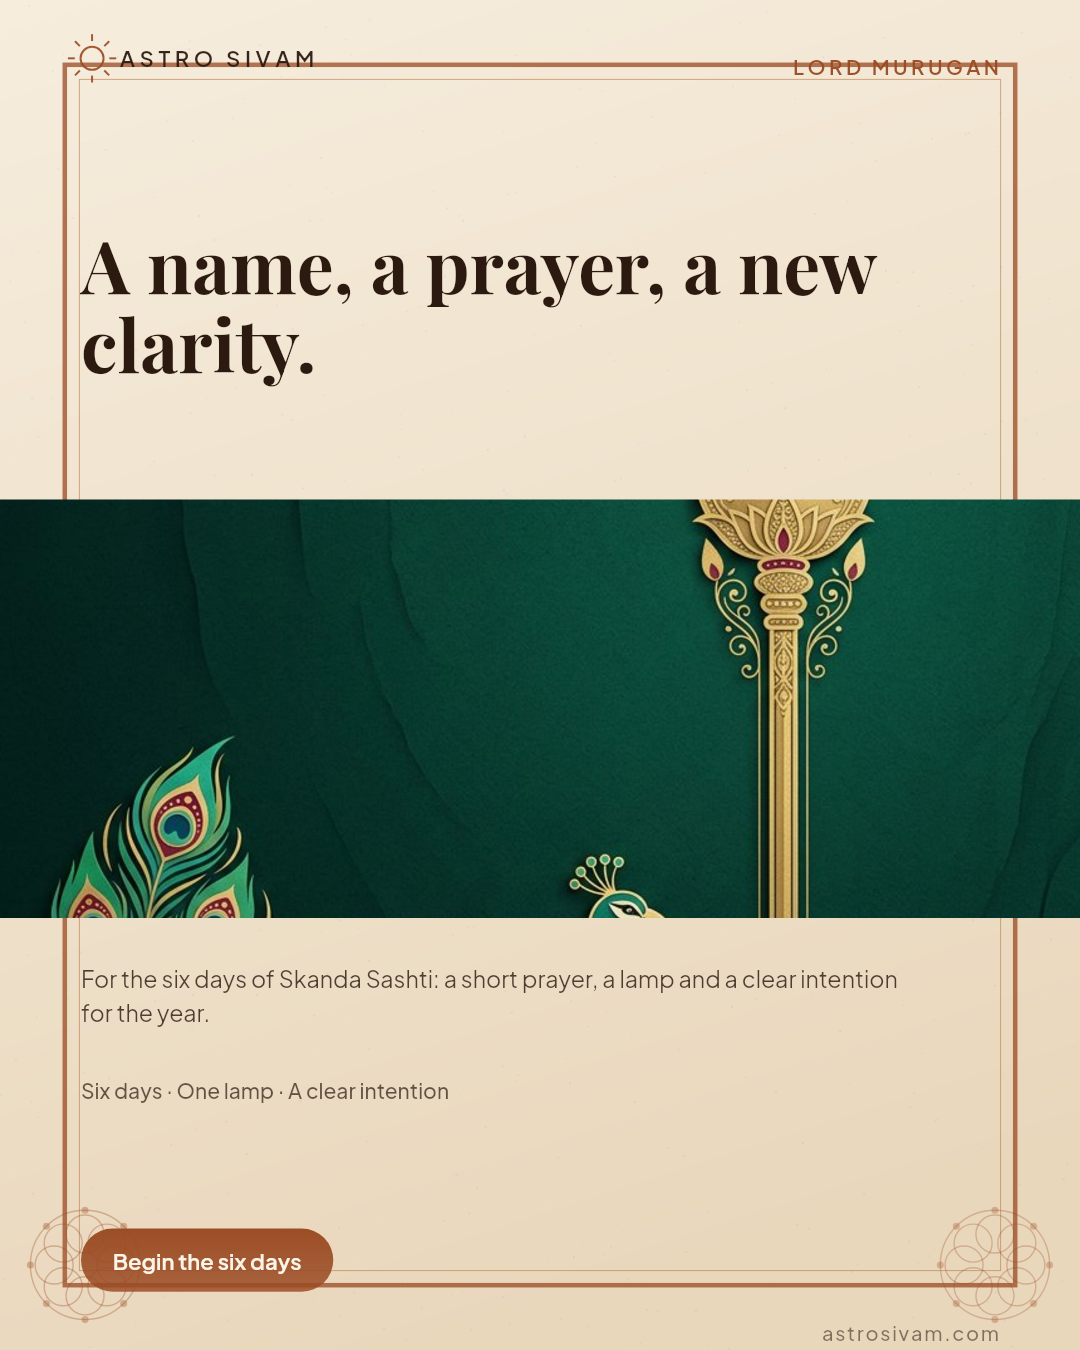 ASTRO SIVAM
LORD MURUGAN
A name, a prayer, a new
clarity.
For the six days of Skanda Sashti: a short prayer, a lamp and a clear intention
for the year.
Six days · One lamp · A clear intention
Begin the six days
astrosivam.com